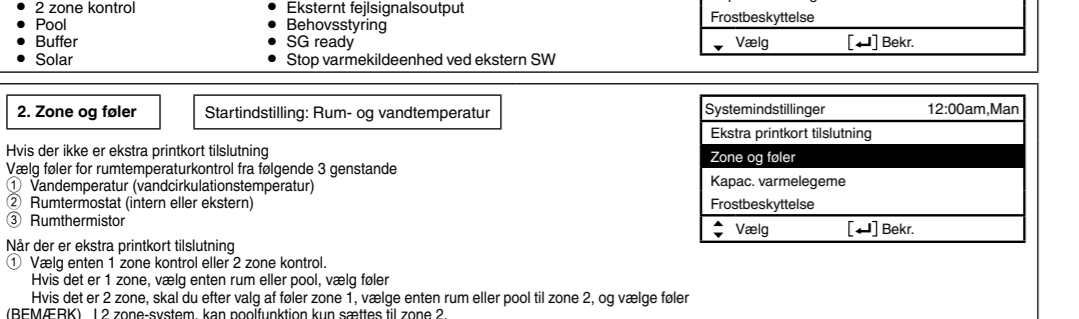 • 2 zone kontrol
• Pool
• Buffer
• Solar
• Eksternt fejlsignalsoutput
• Behovsstyring
• SG ready
• Stop varmekildeenhed ved ekstern SW
Frostbeskyttelse
Vælg [↵] Bekr.
2. Zone og føler
Startindstilling: Rum- og vandtemperatur
Hvis der ikke er ekstra printkort tilslutning
Vælg føler for rumtemperaturkontrol fra følgende 3 genstande
① Vandemperatur (vandcirkulationstemperatur)
② Rumtermostat (intern eller ekstern)
③ Rumthermistor
Når der er ekstra printkort tilslutning
① Vælg enten 1 zone kontrol eller 2 zone kontrol.
Hvis det er 1 zone, vælg enten rum eller pool, vælg føler
Hvis det er 2 zone, skal du efter valg af føler zone 1, vælge enten rum eller pool til zone 2, og vælge føler
(BEMÆRK) I 2 zone-system, kan poolfunktion kun sættes til zone 2.
Systemindstillinger 12:00am,Man
Ekstra printkort tilslutning
Zone og føler
Kapac. varmelegeme
Frostbeskyttelse
Vælg [↵] Bekr.